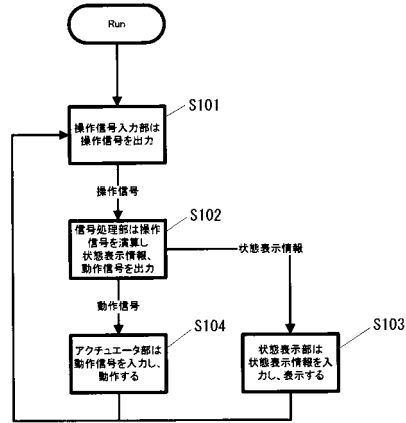 Run
S101
操作信号入力部は
操作信号を出力
操作信号
S102
信号処理部は操作
信号を演算し
状態表示情報、
動作信号を出力
状態表示情報
動作信号
S104
アクチュエータ部は
動作信号を入力し、
動作する
S103
状態表示部は
状態表示情報を入
力し、表示する